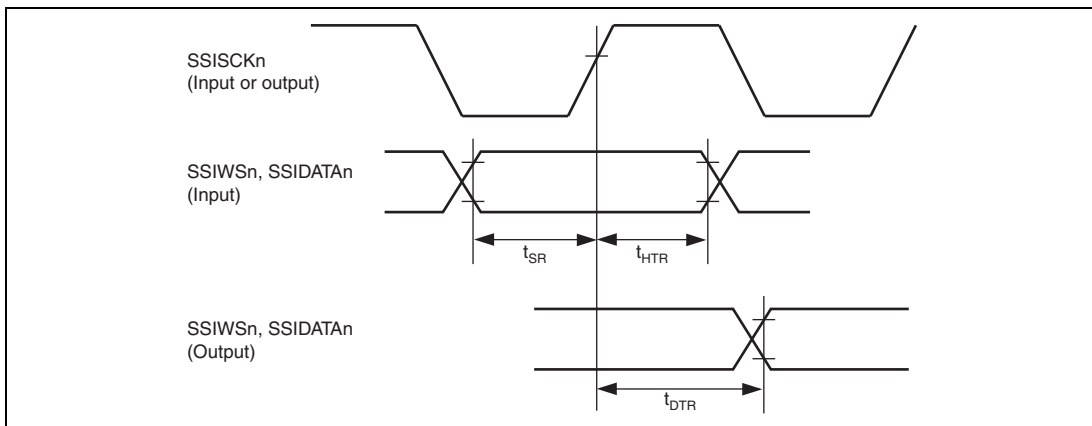 SSISCKn
(Input or output)
SSIWSn, SSIDATAn
(Input)
tSR
tHTR
SSIWSn, SSIDATAn
(Output)
tDTR